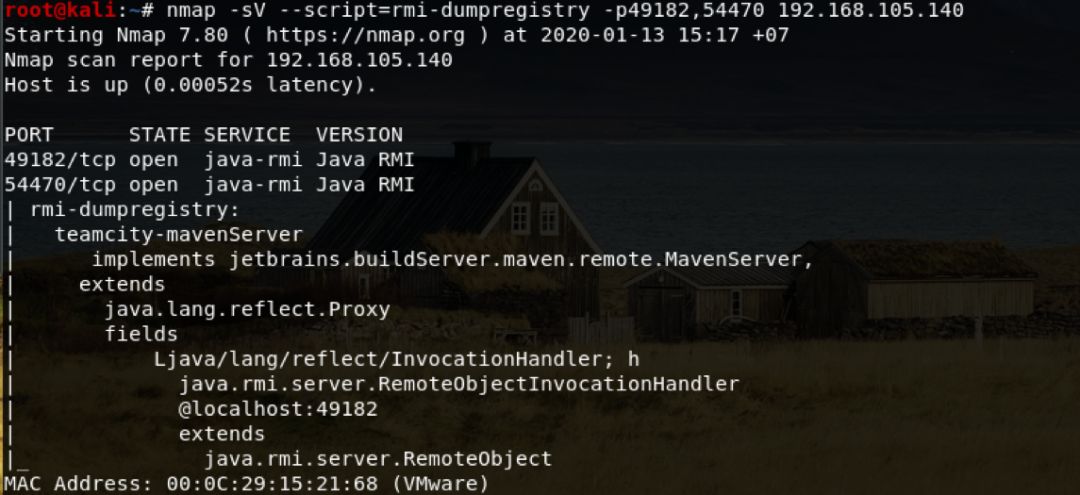 root@kali:~# nmap -sV --script=rmi-dumpregistry -p49182,54470 192.168.105.140
Starting Nmap 7.80 ( https://nmap.org ) at 2020-01-13 15:17 +07
Nmap scan report for 192.168.105.140
Host is up (0.00052s latency).

PORT      STATE SERVICE  VERSION
49182/tcp open  java-rmi Java RMI
54470/tcp open  java-rmi Java RMI
| rmi-dumpregistry:
|   teamcity-mavenServer
|      implements jetbrains.buildServer.maven.remote.MavenServer,
|     extends
|       java.lang.reflect.Proxy
|       fields
|           Ljava/lang/reflect/InvocationHandler; h
|             java.rmi.server.RemoteObjectInvocationHandler
|             @localhost:49182
|             extends
|_              java.rmi.server.RemoteObject
MAC Address: 00:0C:29:15:21:68 (VMware)